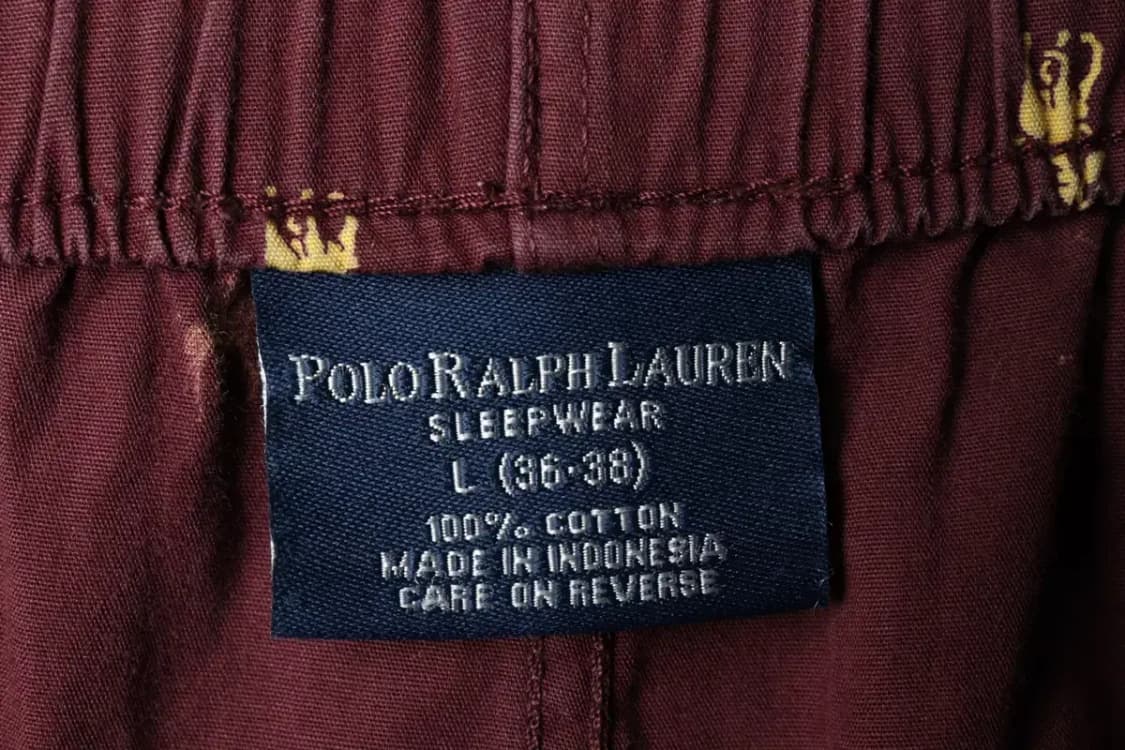 POLO RALPH LAUREN
SLEEPWEAR
L (36-38)
100% COTTON
MADE IN INDONESIA
CARE ON REVERSE